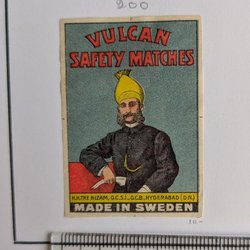 200
VULCAN
SAFETY MATCHES
H.H. THE NIZAM, G.C.S.I., G.C.B., HYDERABAD (DN.)
MADE IN SWEDEN